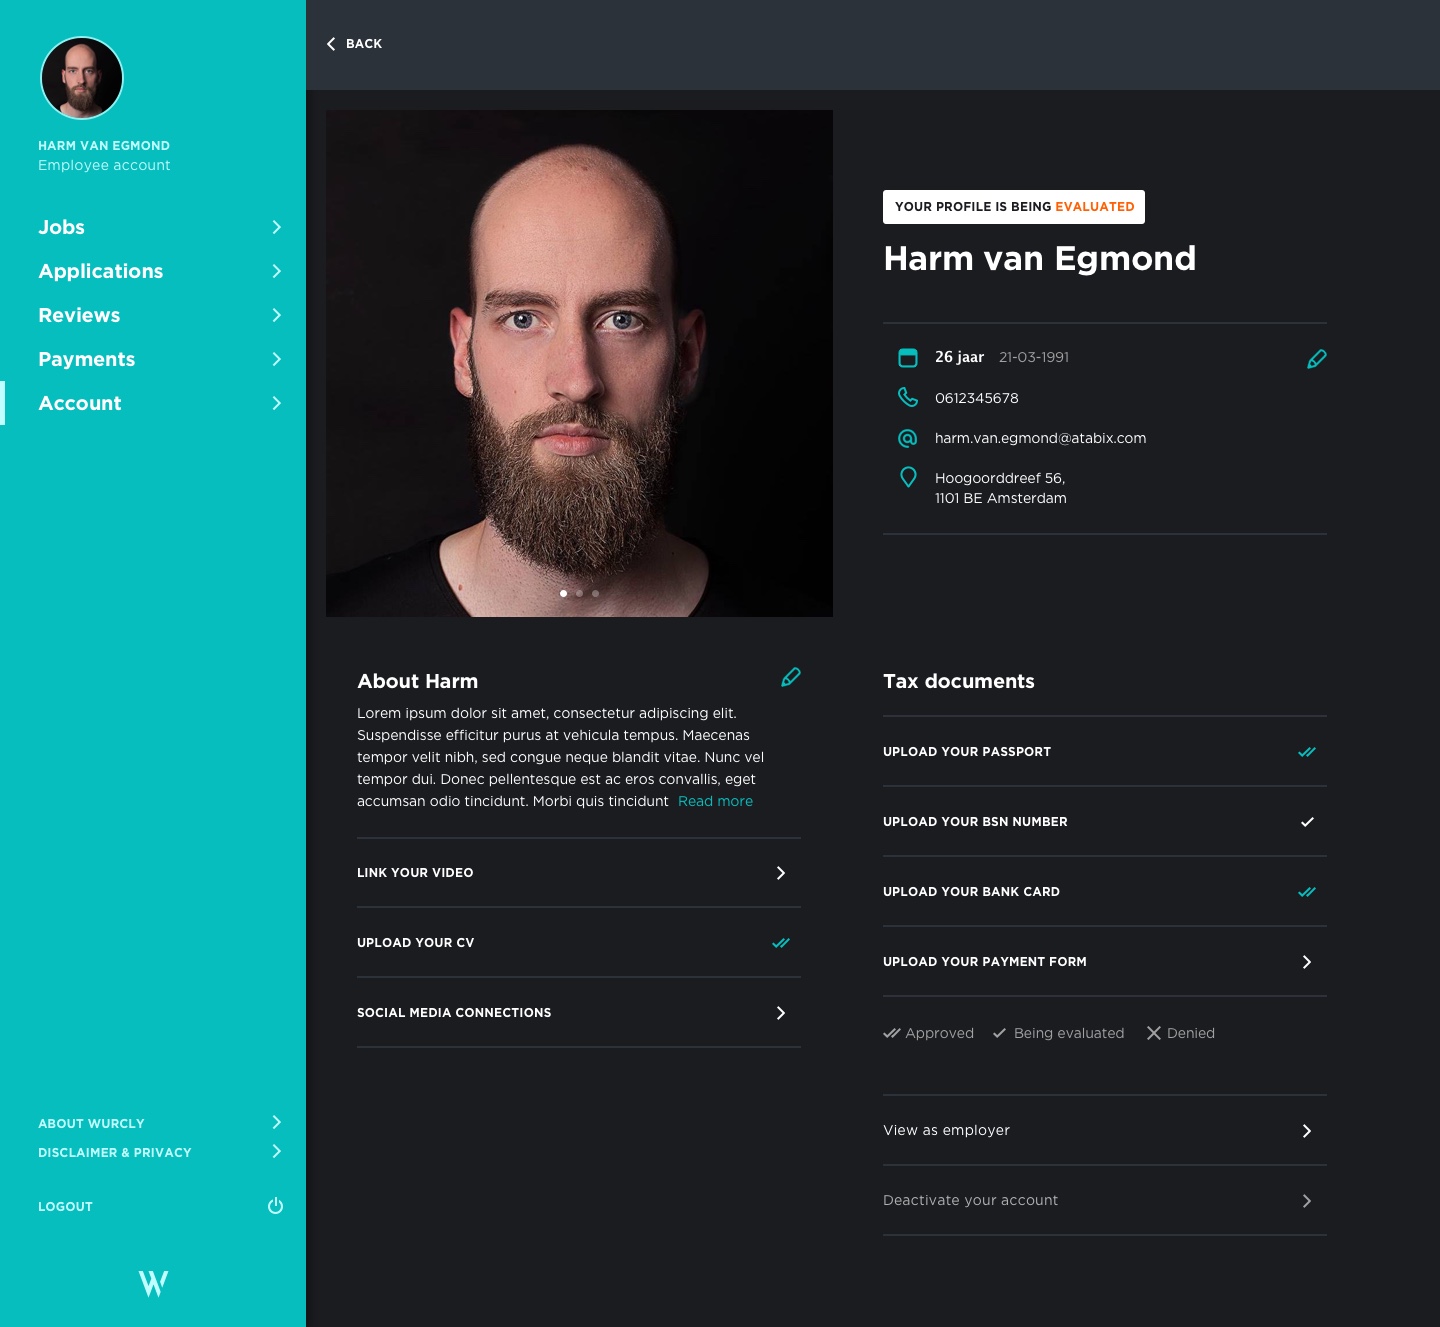 BACK
HARM VAN EGMOND
Employee account
Jobs
Applications
Reviews
Payments
Account
ABOUT WURCLY
DISCLAIMER & PRIVACY
LOGOUT
W
YOUR PROFILE IS BEING EVALUATED
Harm van Egmond
26 jaar 21-03-1991
0612345678
harm.van.egmond@atabix.com
Hoogoorddreef 56,
1101 BE Amsterdam
About Harm
Lorem ipsum dolor sit amet, consectetur adipiscing elit.
Suspendisse efficitur purus at vehicula tempus. Maecenas
tempor velit nibh, sed congue neque blandit vitae. Nunc vel
tempor dui. Donec pellentesque est ac eros convallis, eget
accumsan odio tincidunt. Morbi quis tincidunt Read more
LINK YOUR VIDEO
UPLOAD YOUR CV
SOCIAL MEDIA CONNECTIONS
Tax documents
UPLOAD YOUR PASSPORT
UPLOAD YOUR BSN NUMBER
UPLOAD YOUR BANK CARD
UPLOAD YOUR PAYMENT FORM
Approved Being evaluated Denied
View as employer
Deactivate your account